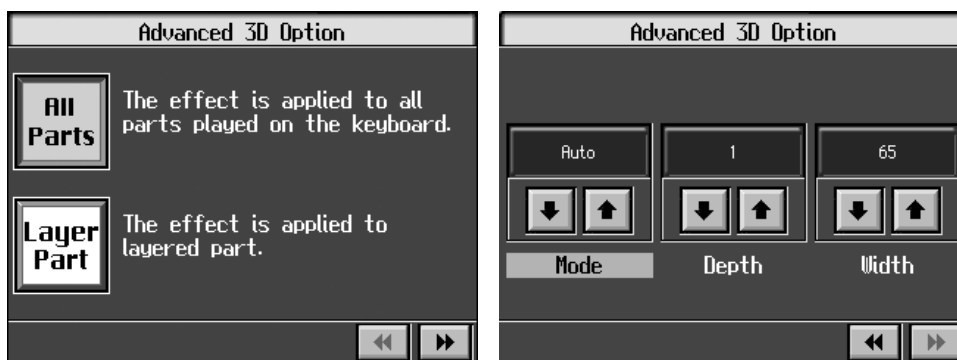 Advanced 3D Option
All
Parts
The effect is applied to all
parts played on the keyboard.
Layer
Part
The effect is applied to
layered part.
Advanced 3D Option
Auto
1
65
Mode
Depth
Width